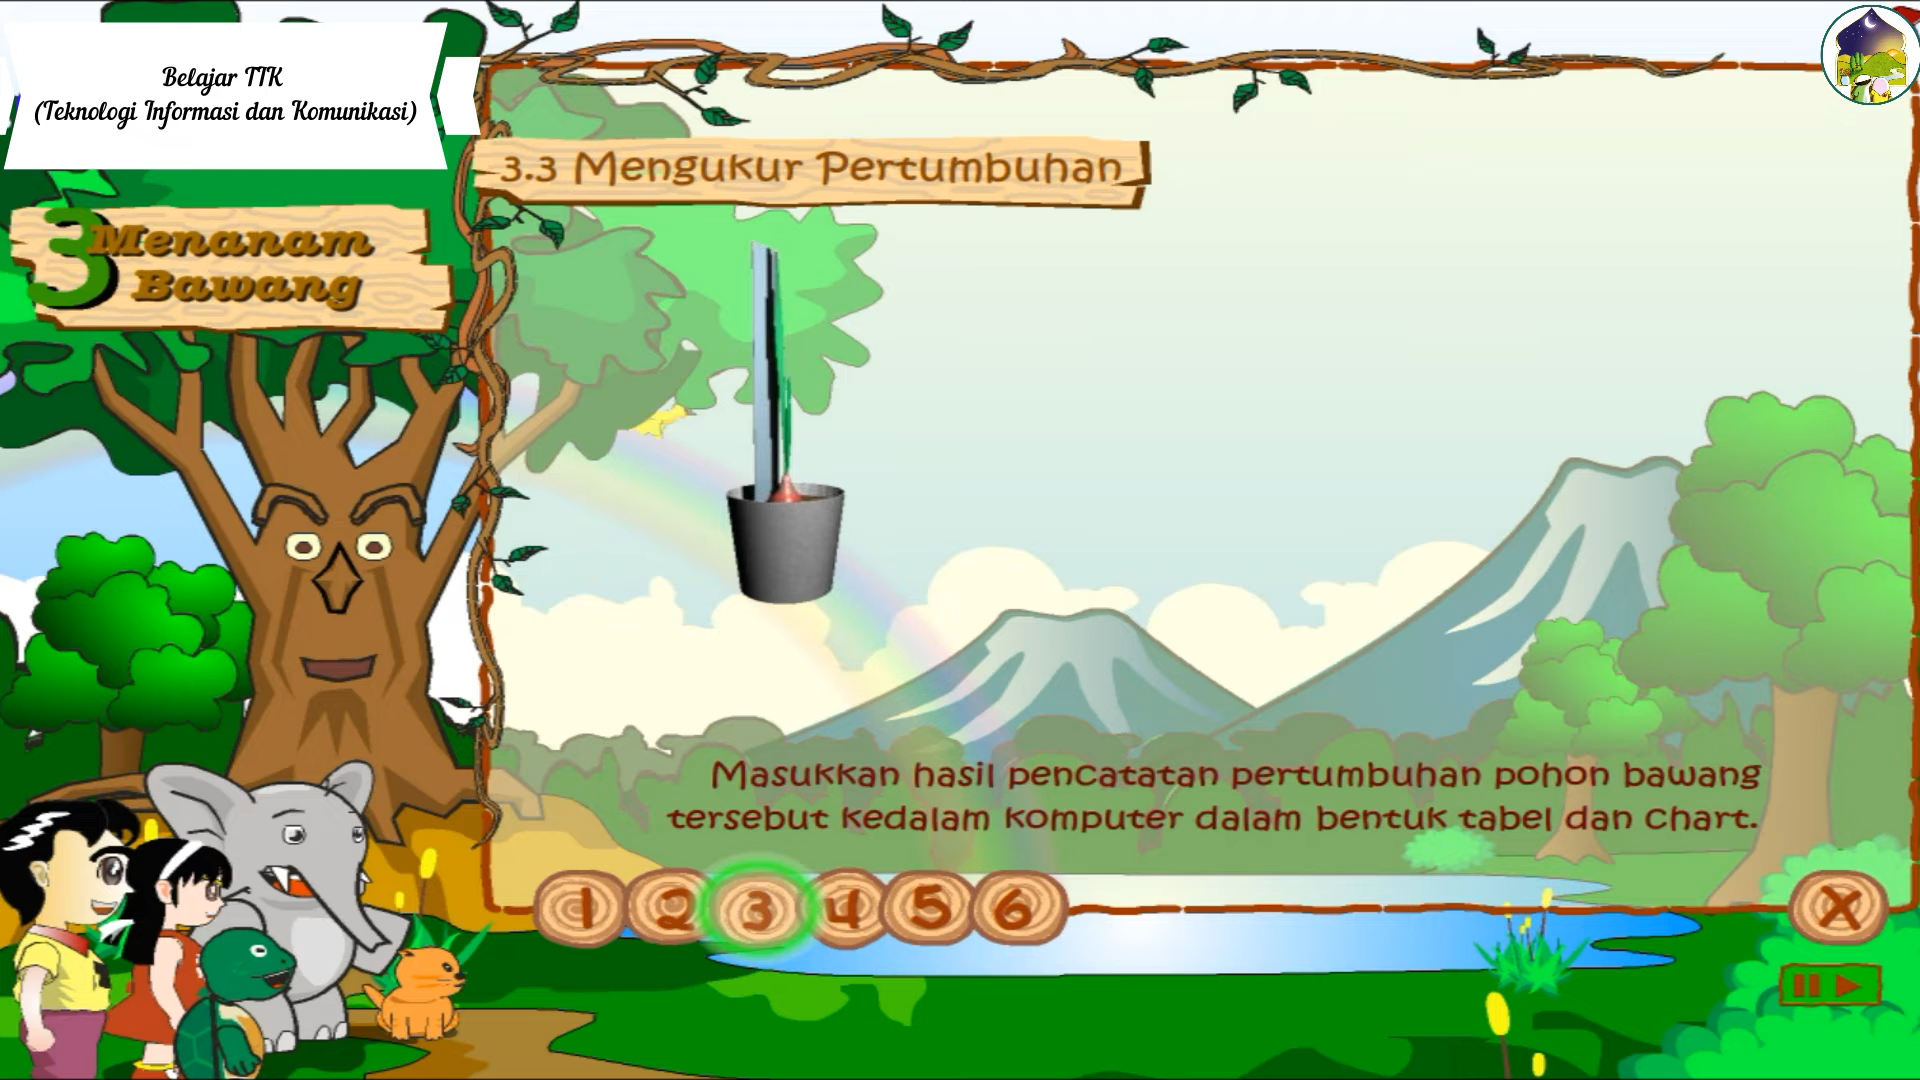 Belajar TIK
(Teknologi Informasi dan Komunikasi)
3.3 Mengukur Pertumbuhan
3 Menanam
Bawang
Masukkan hasil pencatatan pertumbuhan pohon bawang
tersebut kedalam komputer dalam bentuk tabel dan Chart.
1 2 3 4 5 6
X